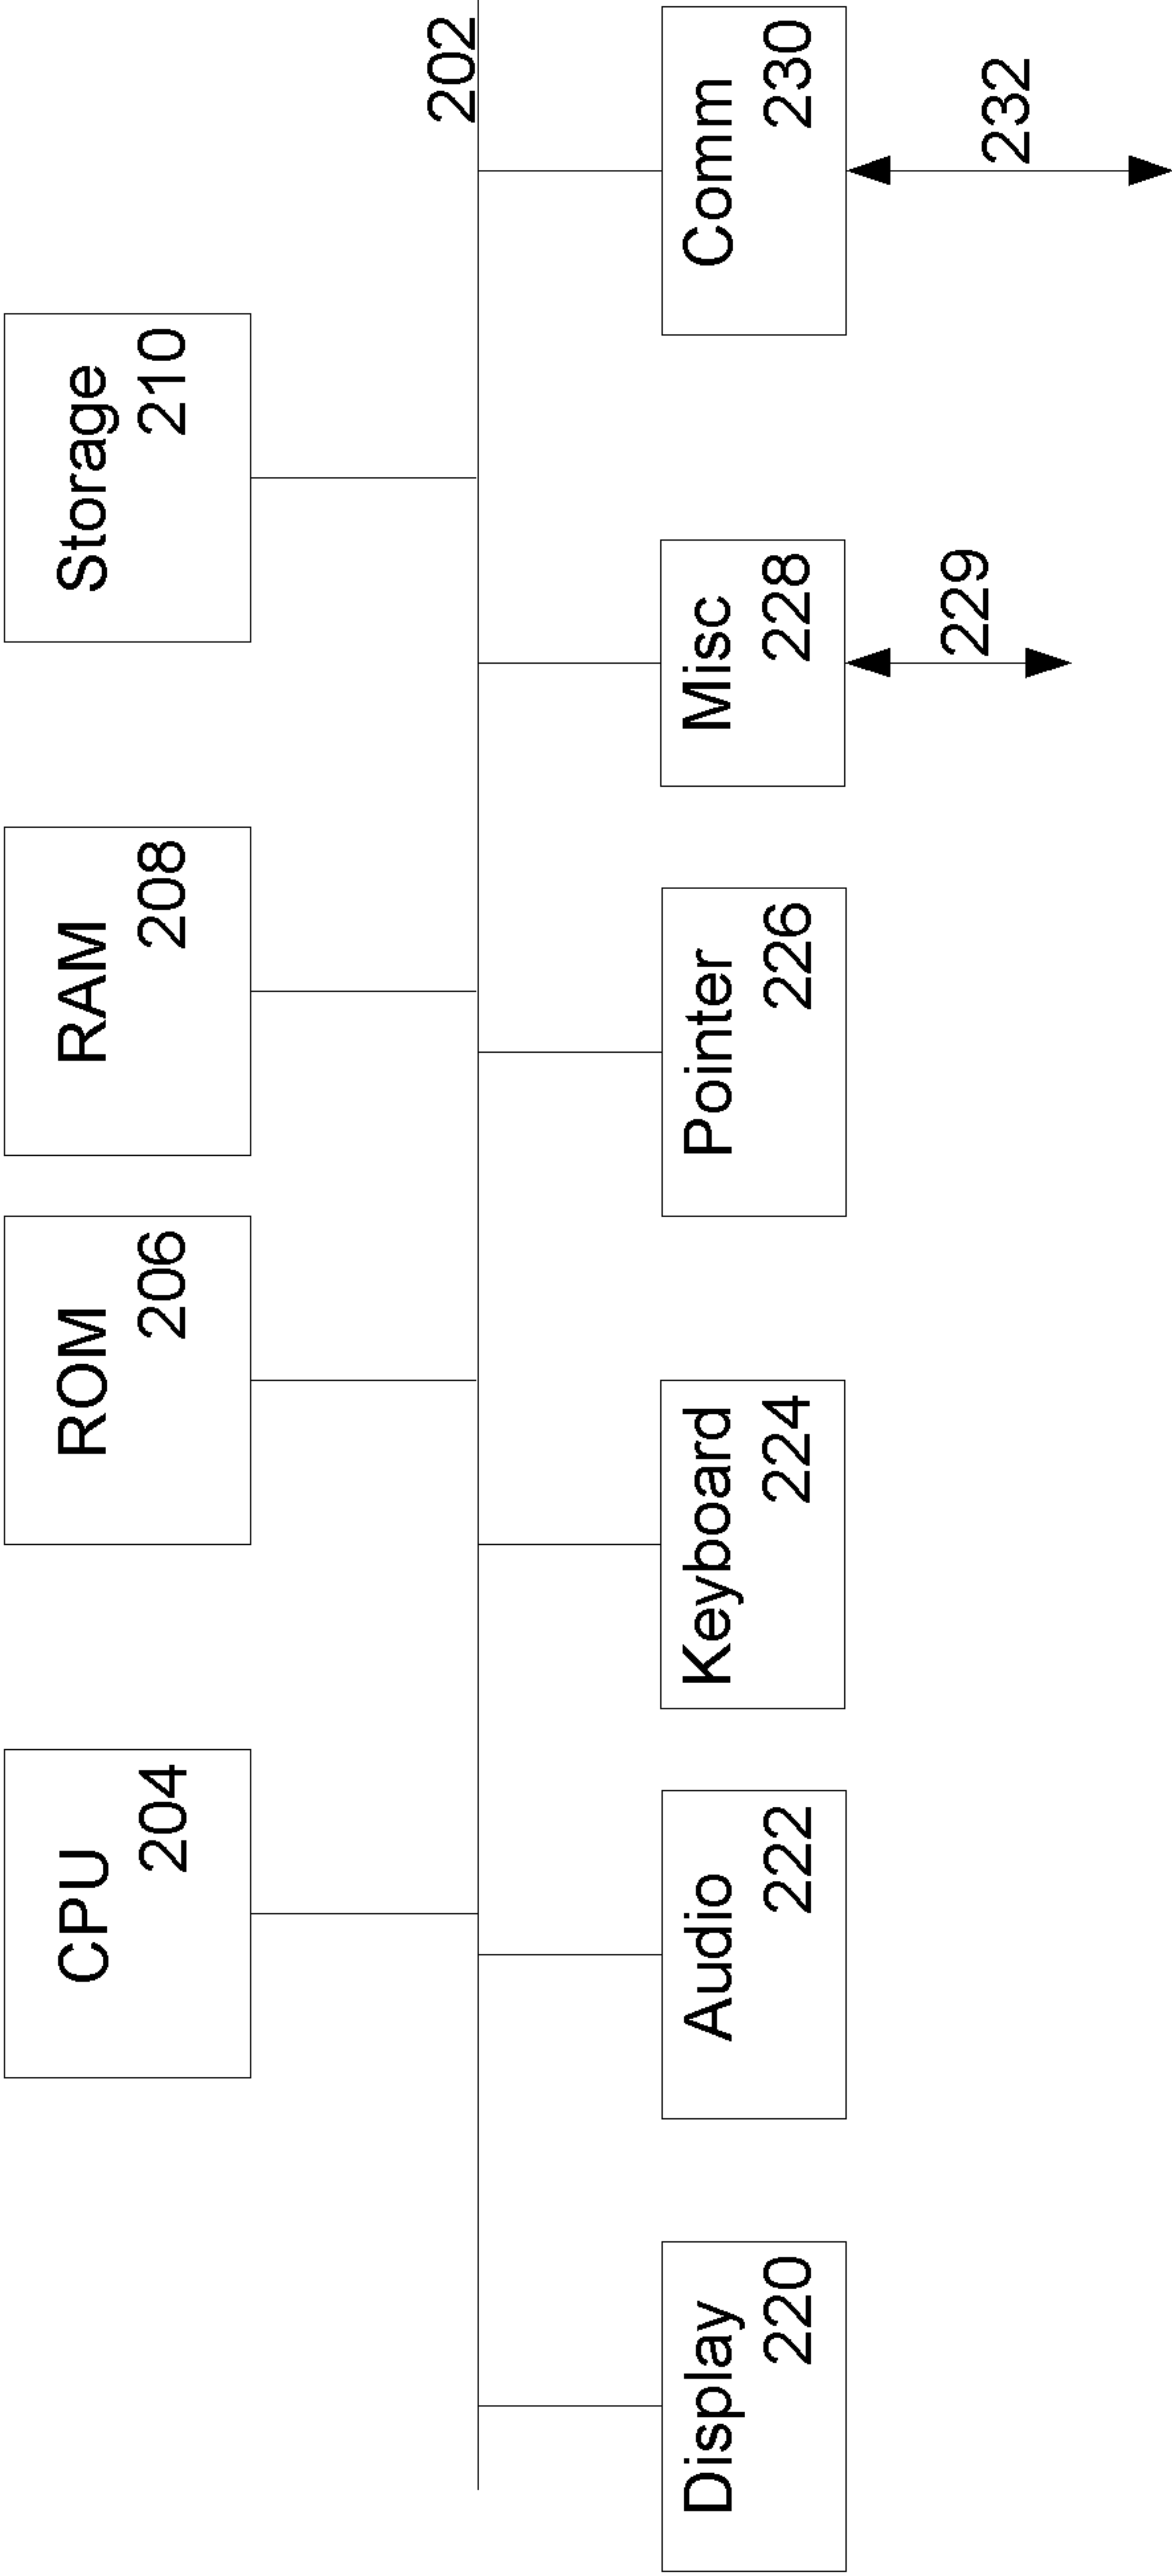 CPU
204
ROM
206
RAM
208
Storage
210
202
Display
220
Audio
222
Keyboard
224
Pointer
226
Misc
228
Comm
230
229
232